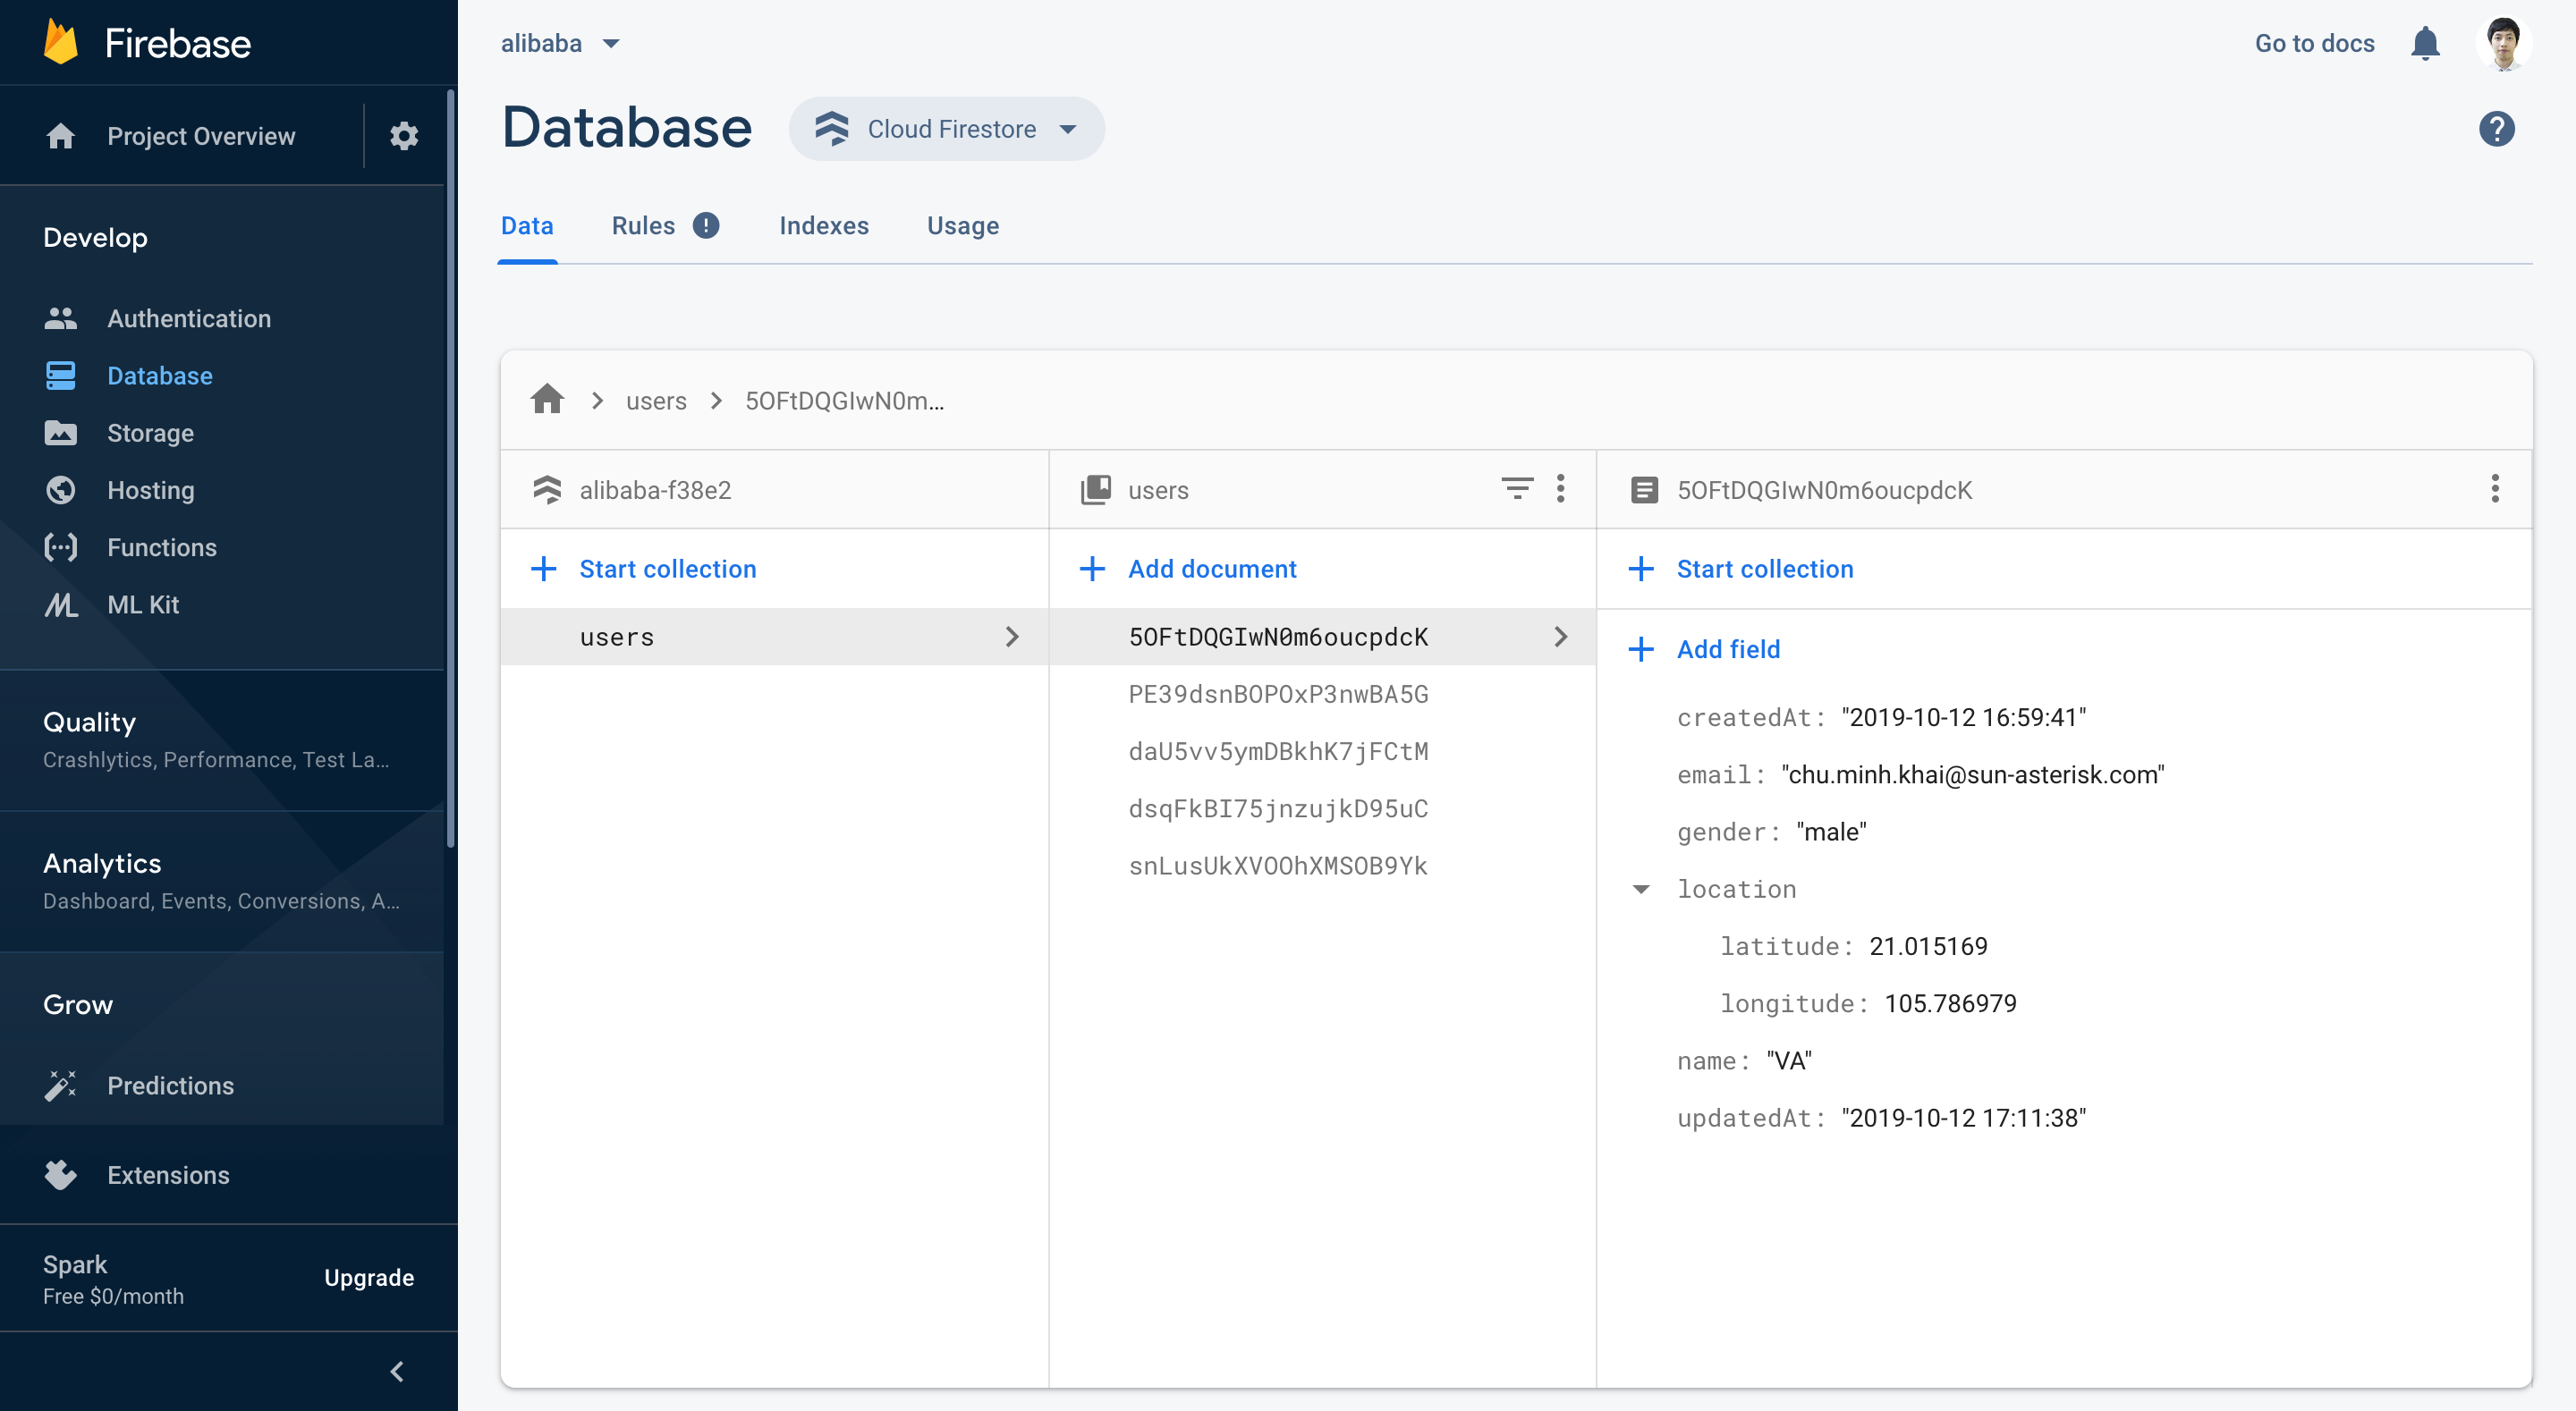 Firebase
Project Overview
Develop
Authentication
Database
Storage
Hosting
Functions
ML Kit
Quality
Crashlytics, Performance, Test La...
Analytics
Dashboard, Events, Conversions, A...
Grow
Predictions
Extensions
Spark
Free $0/month
Upgrade
alibaba
Go to docs
Database
Cloud Firestore
Data Rules Indexes Usage
users
5OFtDQGIwN0m...
alibaba-f38e2
Start collection
users
users
Add document
5OFtDQGIwN0m6oucpdcK
PE39dsnBOPOxP3nwBA5G
daU5vv5ymDBkhK7jFCtM
dsqFkBI75jnzujkD95uC
snLusUkXVOOhXMSOB9Yk
5OFtDQGIwN0m6oucpdcK
Start collection
Add field
createdAt: "2019-10-12 16:59:41"
email: "chu.minh.khai@sun-asterisk.com"
gender: "male"
location
latitude: 21.015169
longitude: 105.786979
name: "VA"
updatedAt: "2019-10-12 17:11:38"